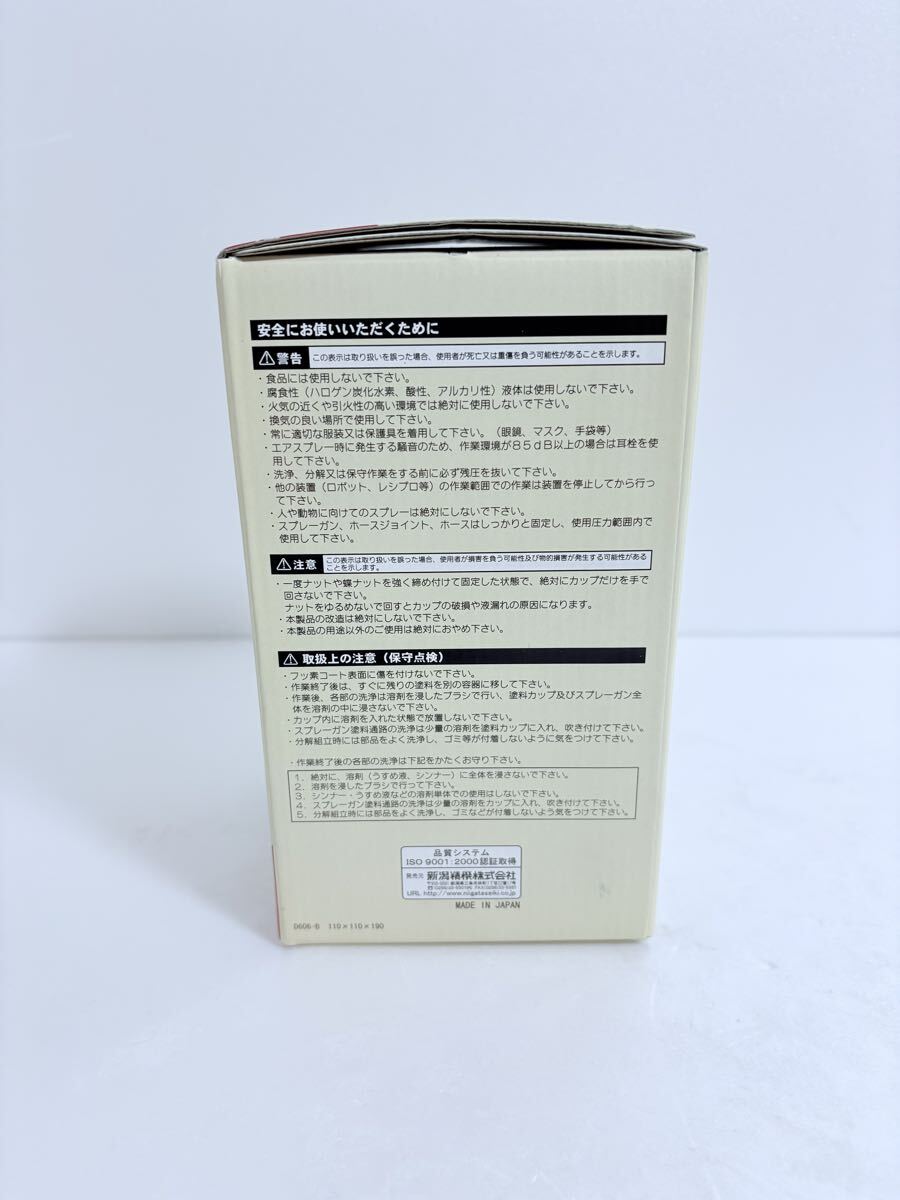 安全にお使いいただくために
警告 この表示は取り扱いを誤った場合、使用者が死亡又は重傷を負う可能性があることを示します。
・食品には使用しないで下さい。
・腐食性（ハロゲン炭化水素、酸性、アルカリ性）液体は使用しないで下さい。
・火気の近くや引火性の高い環境では絶対に使用しないで下さい。
・換気の良い場所で使用して下さい。
・常に適切な服装又は保護具を着用して下さい。（眼鏡、マスク、手袋等）
・エアスプレー時に発生する騒音のため、作業環境が85dB以上の場合は耳栓を使
用して下さい。
・洗浄、分解又は保守作業をする前に必ず残圧を抜いて下さい。
・他の装置（ロボット、レシプロ等）の作業範囲での作業は装置を停止してから行っ
て下さい。
・人や動物に向けてのスプレーは絶対にしないで下さい。
・スプレーガン、ホースジョイント、ホースはしっかりと固定し、使用圧力範囲内で
使用して下さい。
注意 この表示は取り扱いを誤った場合、使用者が損害を負う可能性及び物的損害が発生する可能性がある
ことを示します。
・一度ナットや蝶ナットを強く締め付けて固定した状態で、絶対にカップだけを手で
回さないで下さい。
ナットをゆるめないで回すとカップの破損や液漏れの原因になります。
・本製品の改造は絶対にしないで下さい。
・本製品の用途以外のご使用は絶対におやめ下さい。
取扱上の注意（保守点検）
・フッ素コート表面に傷を付けないで下さい。
・作業終了後は、すぐに残りの塗料を別の容器に移して下さい。
・作業後、各部の洗浄は溶剤を浸したブラシで行い、塗料カップ及びスプレーガン全
体を溶剤の中に浸さないで下さい。
・カップ内に溶剤を入れた状態で放置しないで下さい。
・スプレーガン塗料通路の洗浄は少量の溶剤を塗料カップに入れ、吹き付けて下さい。
・分解組立時には部品をよく洗浄し、ゴミ等が付着しないように気をつけて下さい。
・作業終了後の各部の洗浄は下記をかたくお守り下さい。
1．絶対に、溶剤（うすめ液、シンナー）に全体を浸さないで下さい。
2．溶剤を浸したブラシで行って下さい。
3．シンナー・うすめ液などの溶剤単体での使用はしないで下さい。
4．スプレーガン塗料通路の洗浄は少量の溶剤をカップに入れ、吹き付けて下さい。
5．分解組立時には部品をよく洗浄し、ゴミなどが付着しないよう気をつけて下さい。
品質システム
ISO 9001:2000認証取得
発売元 新潟精機株式会社
URL http://www.niigataseiki.co.jp
MADE IN JAPAN
D606-B 110×110×190